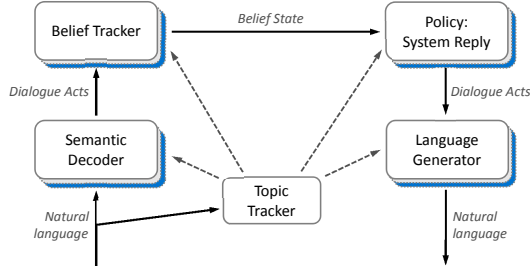 Belief State
Belief Tracker
Policy:
System Reply
Dialogue Acts
Dialogue Acts
Semantic
Decoder
Language
Generator
Topic
Tracker
Natural
language
Natural
language